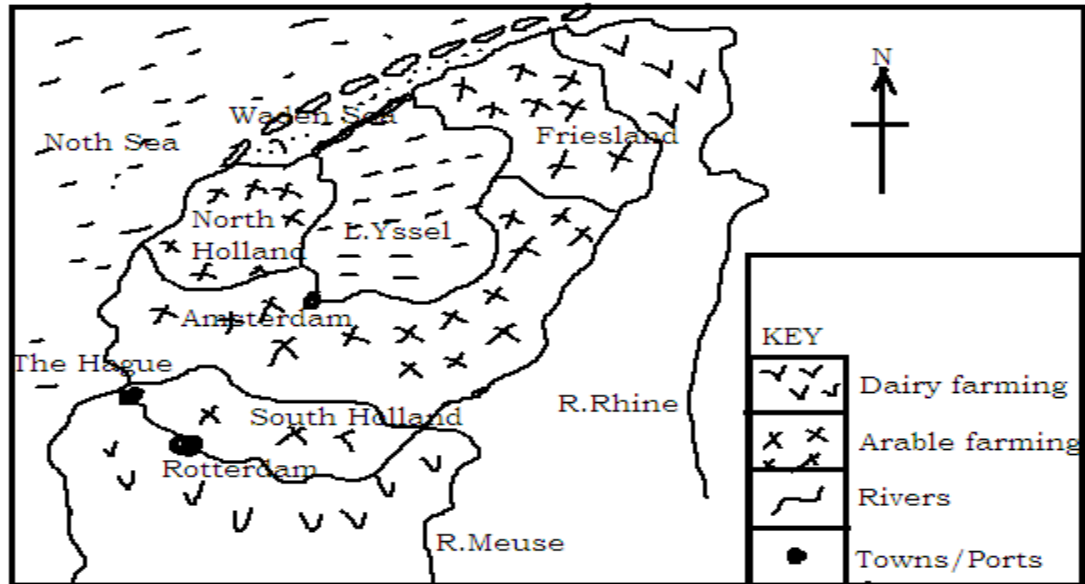 N
Waden Sea
Noth Sea
Friesland
North
Holland
L.Yssel
Amsterdam
The Hague
South Holland
Rotterdam
R.Rhine
R.Meuse
KEY
Dairy farming
Arable farming
Rivers
Towns/Ports